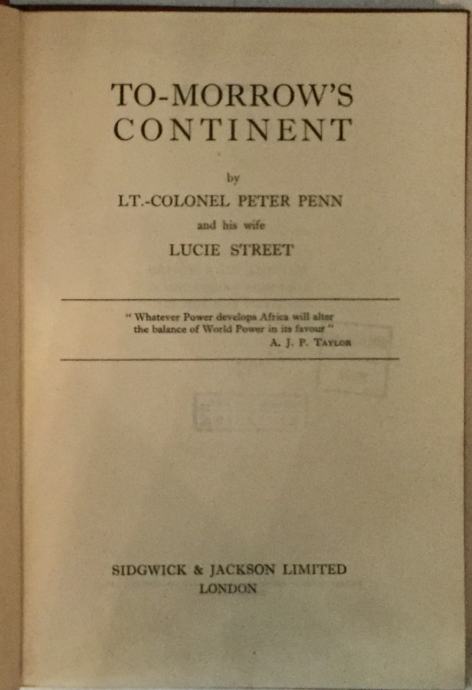 TO-MORROW'S
CONTINENT
by
LT.-COLONEL PETER PENN
and his wife
LUCIE STREET
" Whatever Power develops Africa will alter
the balance of World Power in its favour "
A. J. P. TAYLOR
SIDGWICK & JACKSON LIMITED
LONDON